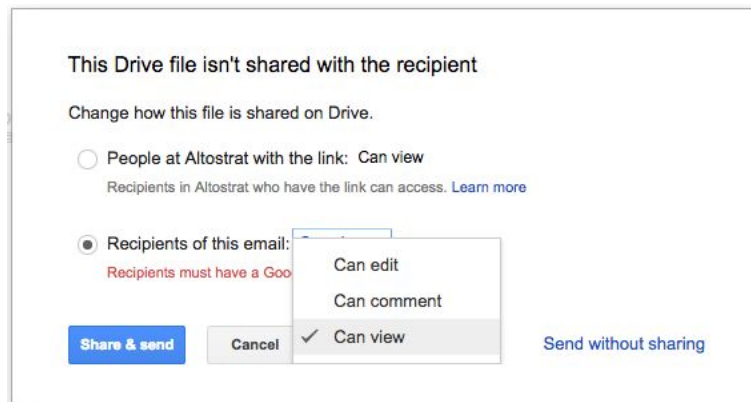 This Drive file isn't shared with the recipient
Change how this file is shared on Drive.
People at Altostrat with the link: Can view
Recipients in Altostrat who have the link can access. Learn more
Recipients of this email:
Recipients must have a
Can edit
Can comment
Can view
Share & send Cancel Send without sharing